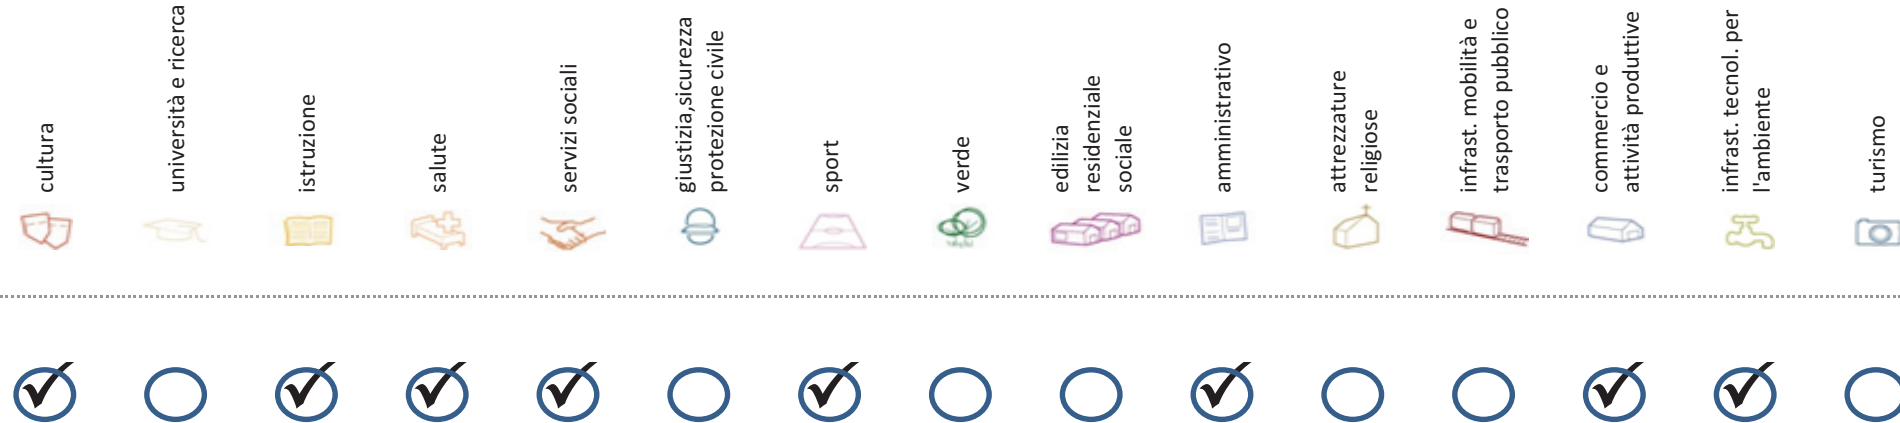 cultura
università e ricerca
istruzione
salute
servizi sociali
giustizia,sicurezza
protezione civile
sport
verde
edilizia
residenziale
sociale
amministrativo
attrezzature
religiose
infrast. mobilità e
trasporto pubblico
commercio e
attività produttive
infrast. tecnol. per
l'ambiente
turismo